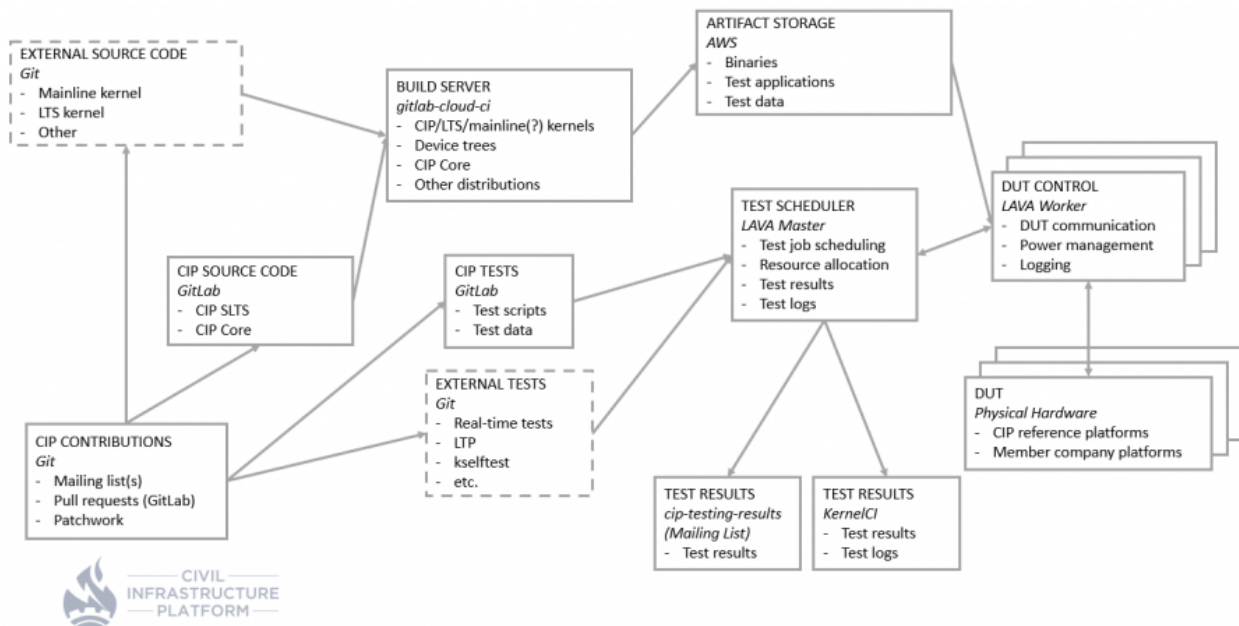 EXTERNAL SOURCE CODE
Git
- Mainline kernel
- LTS kernel
- Other
BUILD SERVER
gitlab-cloud-ci
- CIP/LTS/mainline(?) kernels
- Device trees
- CIP Core
- Other distributions
ARTIFACT STORAGE
AWS
- Binaries
- Test applications
- Test data
DUT CONTROL
LAVA Worker
- DUT communication
- Power management
- Logging
TEST SCHEDULER
LAVA Master
- Test job scheduling
- Resource allocation
- Test results
- Test logs
CIP SOURCE CODE
GitLab
- CIP SLTS
- CIP Core
CIP TESTS
GitLab
- Test scripts
- Test data
EXTERNAL TESTS
Git
- Real-time tests
- LTP
- kselftest
- etc.
DUT
Physical Hardware
- CIP reference platforms
- Member company platforms
CIP CONTRIBUTIONS
Git
- Mailing list(s)
- Pull requests (GitLab)
- Patchwork
TEST RESULTS
cip-testing-results
(Mailing List)
- Test results
TEST RESULTS
KernelCI
- Test results
- Test logs
CIVIL
INFRASTRUCTURE
PLATFORM